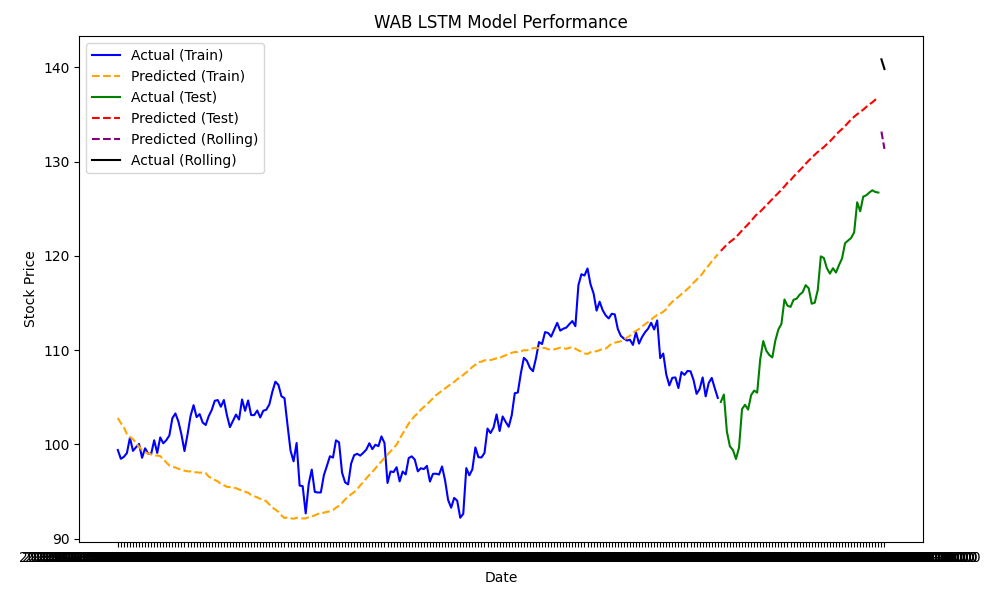 WAB LSTM Model Performance
Actual (Train)
Predicted (Train)
Actual (Test)
Predicted (Test)
Predicted (Rolling)
Actual (Rolling)
140
130
120
110
100
90
Stock Price
Date